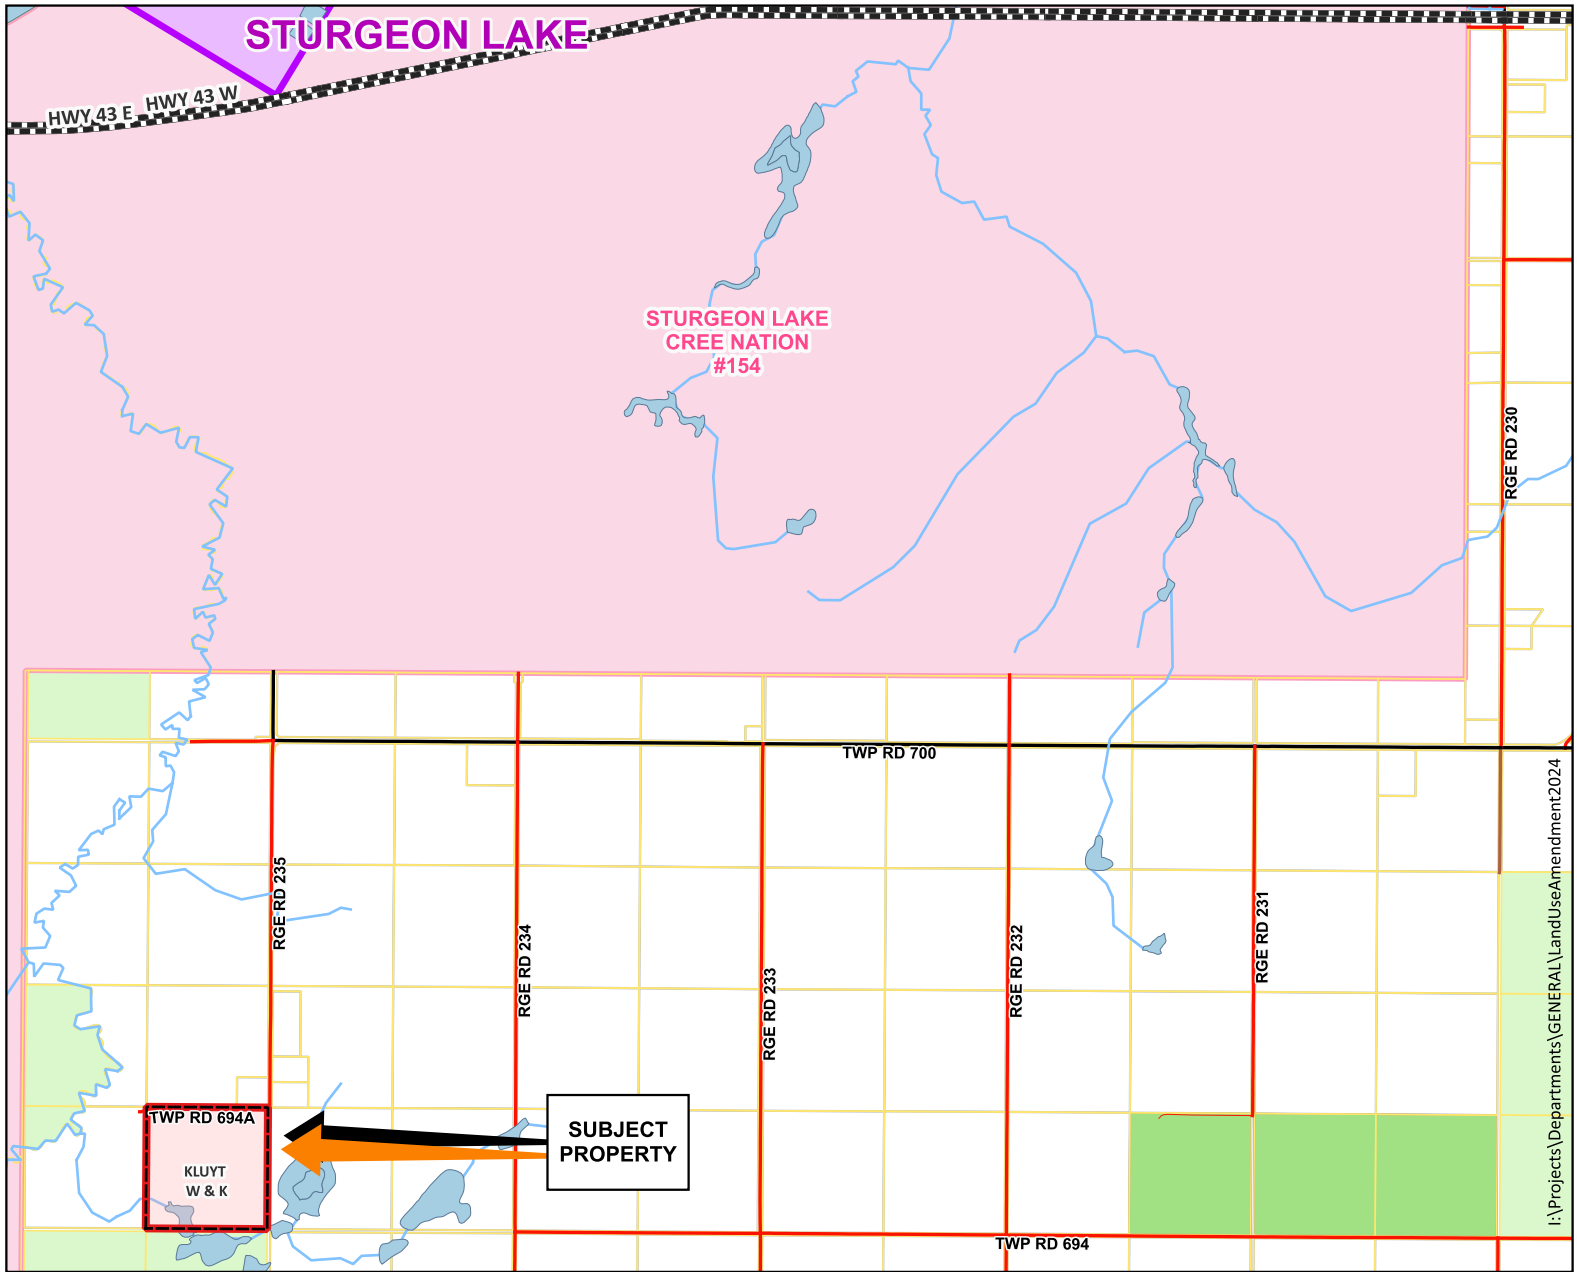 STURGEON LAKE
HWY 43 E
HWY 43 W
STURGEON LAKE
CREE NATION
#154
RGE RD 230
TWP RD 700
RGE RD 235
RGE RD 234
RGE RD 233
RGE RD 232
RGE RD 231
I:\Projects\Departments\GENERAL\LandUseAmendment2024
TWP RD 694A
KLUYT
W & K
SUBJECT
PROPERTY
TWP RD 694